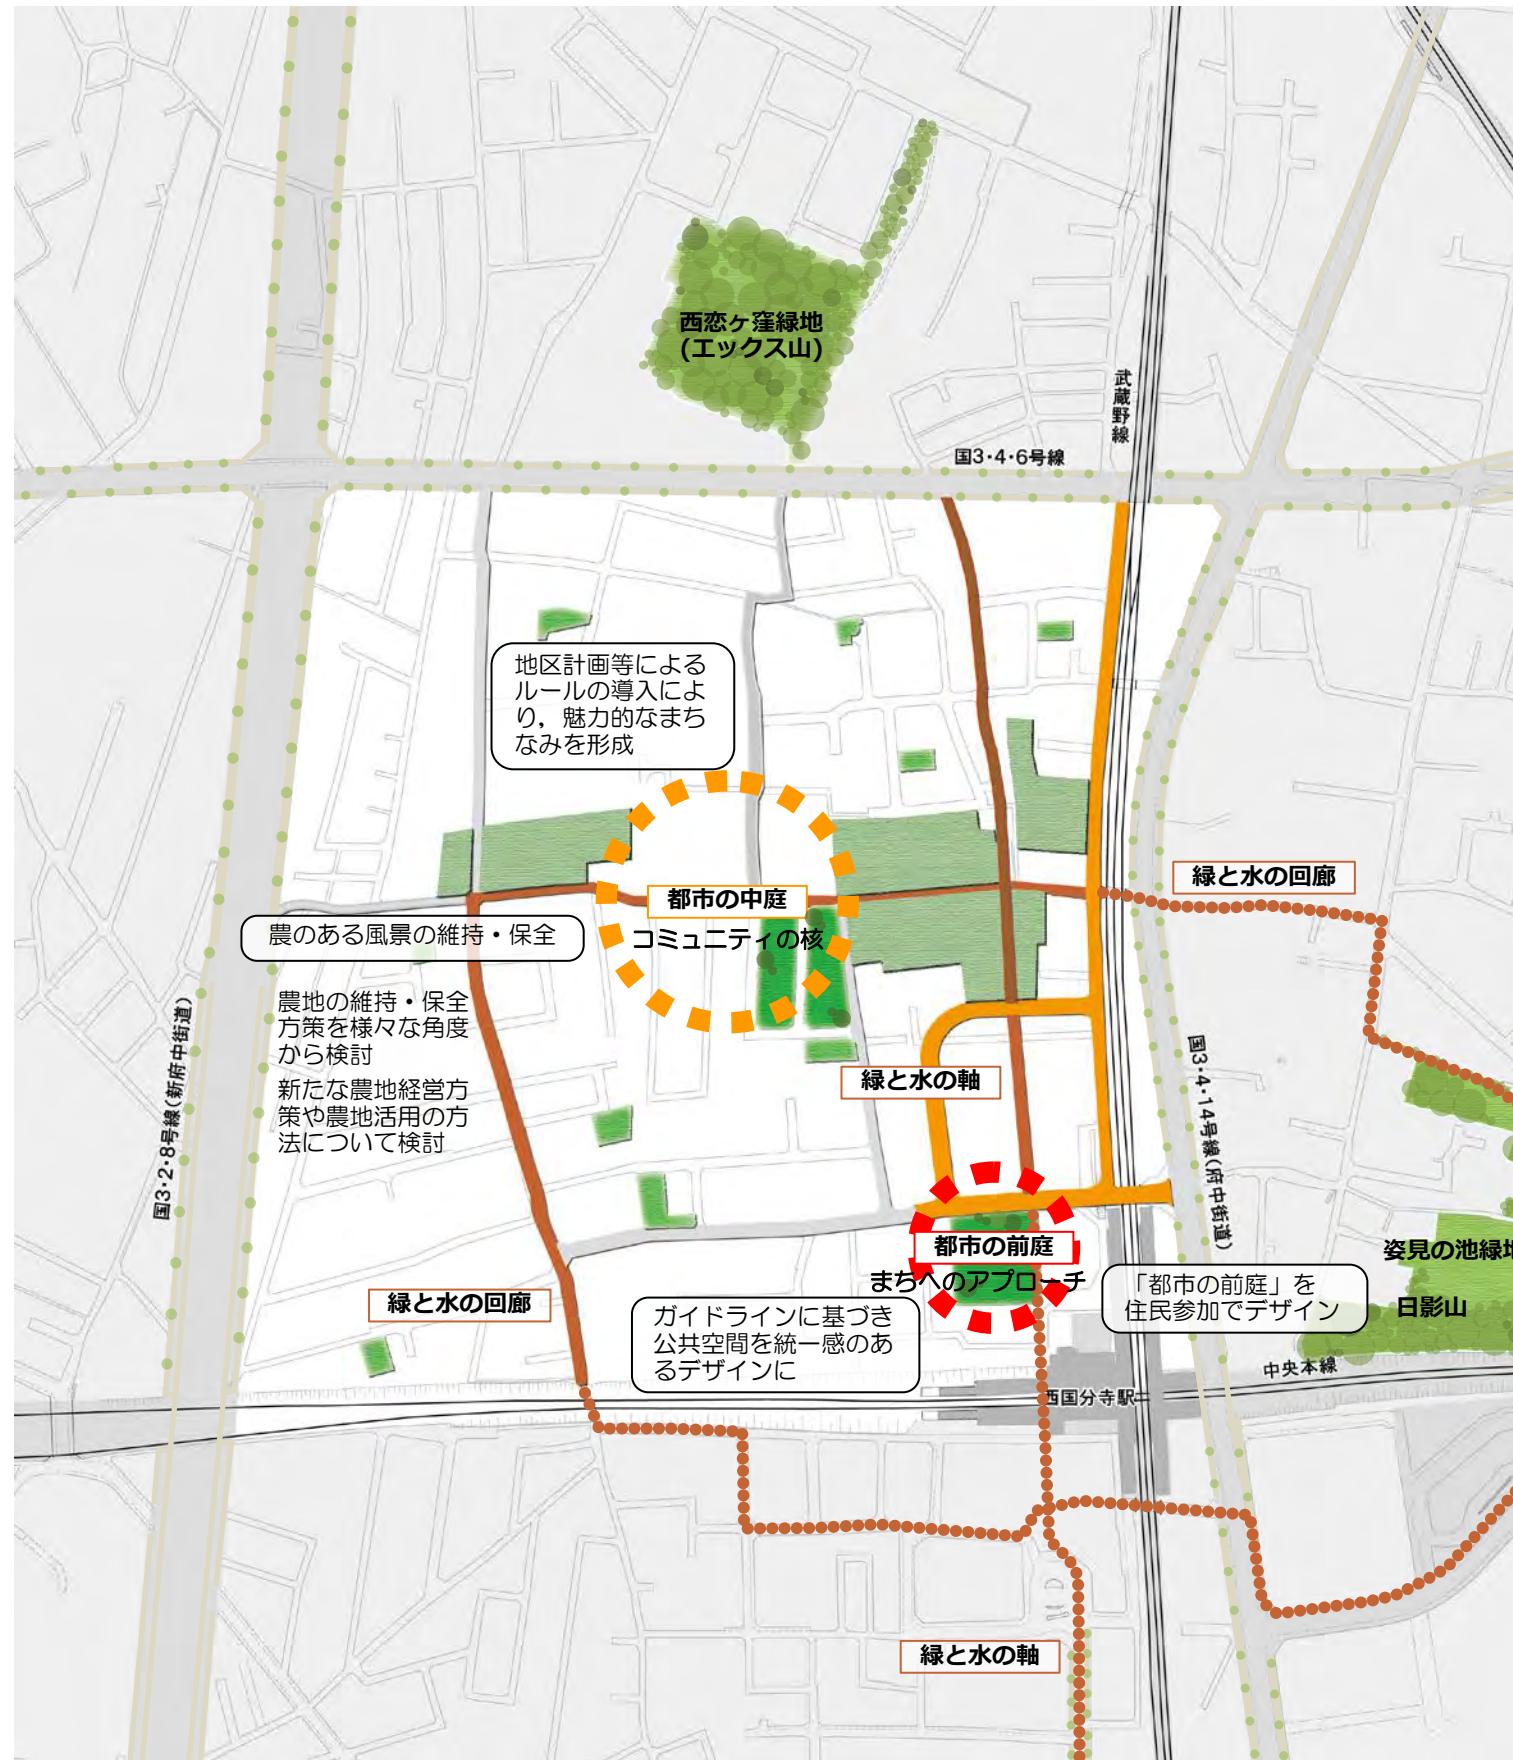 西恋ヶ窪緑地
(エックス山)
武蔵野線
国3・4・6号線
地区計画等による
ルールの導入によ
り，魅力的なまち
なみを形成
緑と水の回廊
都市の中庭
コミュニティの核
農のある風景の維持・保全
農地の維持・保全
方策を様々な角度
から検討
新たな農地経営方
策や農地活用の方
法について検討
国3・2・8号線(新府中街道)
緑と水の軸
国3・4・14号線(府中街道)
都市の前庭
まちへのアプローチ
姿見の池緑地
日影山
「都市の前庭」を
住民参加でデザイン
緑と水の回廊
ガイドラインに基づき
公共空間を統一感のあ
るデザインに
中央本線
西国分寺駅
緑と水の軸